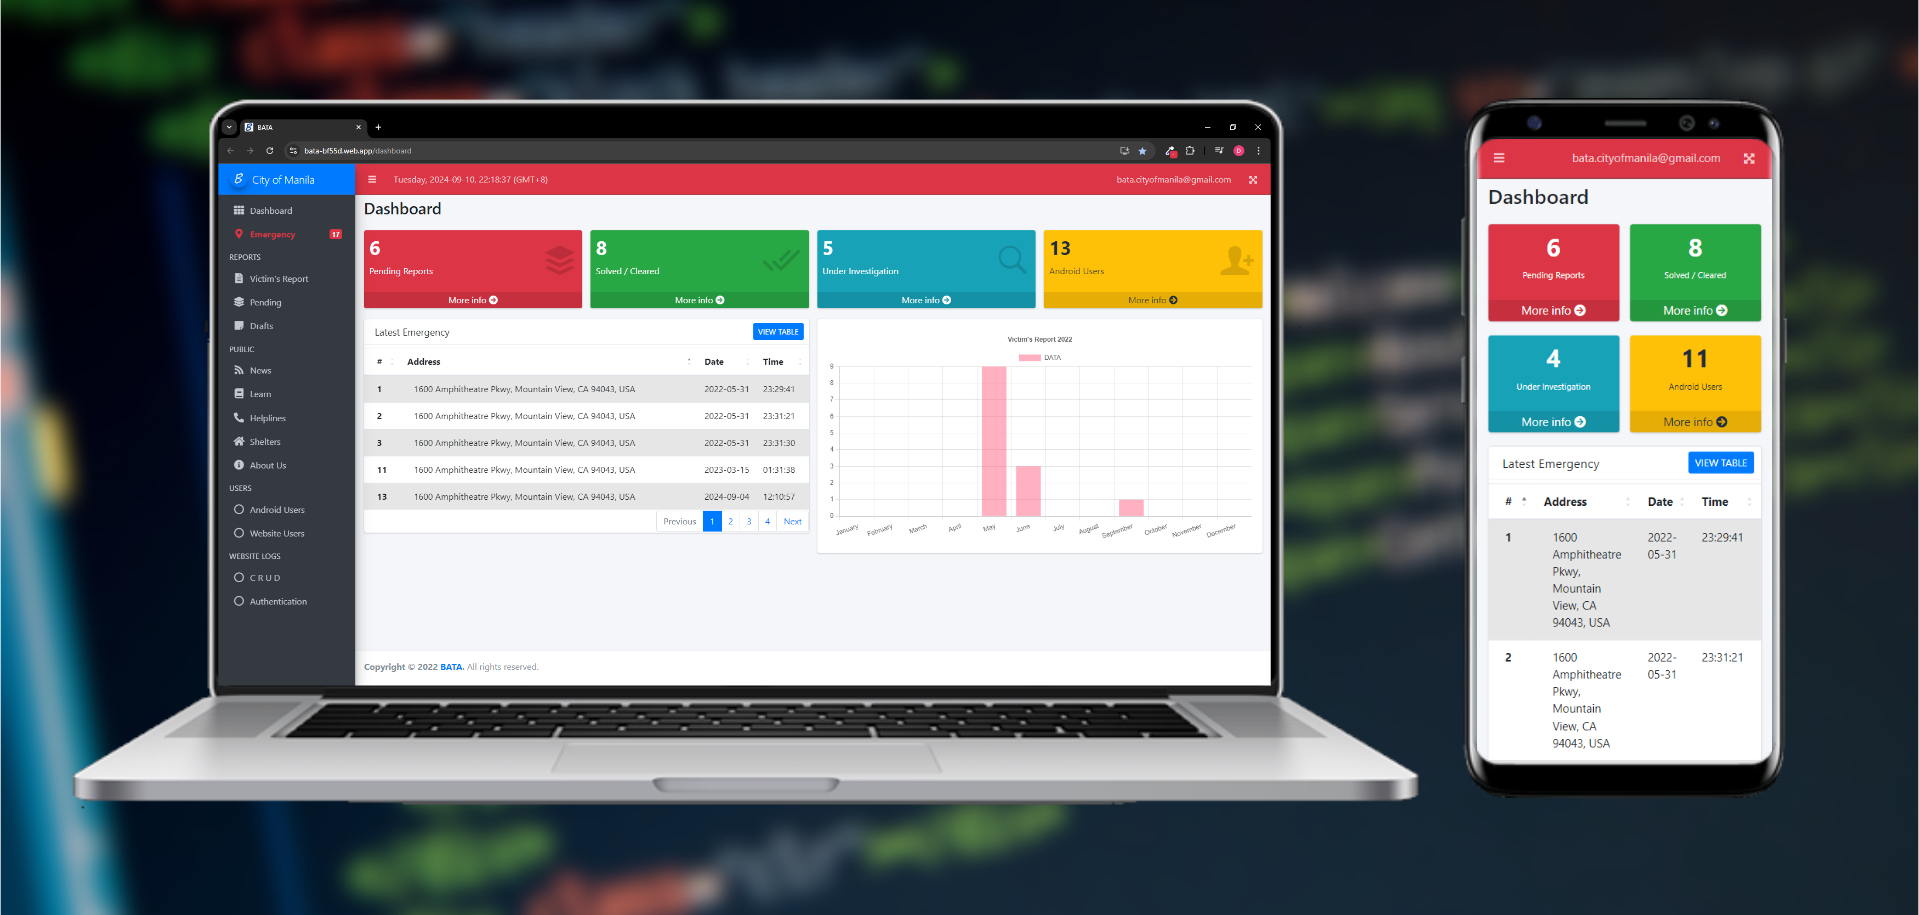 BATA
bata-bf55d.web.app/dashboard
City of Manila
Tuesday, 2024-09-10, 22:18:37 (GMT+8)
bata.cityofmanila@gmail.com
Dashboard
Emergency 17
REPORTS
Victim's Report
Pending
Drafts
PUBLIC
News
Learn
Helplines
Shelters
About Us
USERS
Android Users
Website Users
WEBSITE LOGS
C R U D
Authentication
Dashboard
6
Pending Reports
More info
8
Solved / Cleared
More info
5
Under Investigation
More info
13
Android Users
More info
Latest Emergency
VIEW TABLE
# Address Date Time
1 1600 Amphitheatre Pkwy, Mountain View, CA 94043, USA 2022-05-31 23:29:41
2 1600 Amphitheatre Pkwy, Mountain View, CA 94043, USA 2022-05-31 23:31:21
3 1600 Amphitheatre Pkwy, Mountain View, CA 94043, USA 2022-05-31 23:31:30
11 1600 Amphitheatre Pkwy, Mountain View, CA 94043, USA 2023-03-15 01:31:38
13 1600 Amphitheatre Pkwy, Mountain View, CA 94043, USA 2024-09-04 12:10:57
Previous 1 2 3 4 Next
Victim's Report 2022
DATA
9
8
7
6
5
4
3
2
1
0
January February March April May June July August September October November December
Copyright © 2022 BATA. All rights reserved.
bata.cityofmanila@gmail.com
Dashboard
6
Pending Reports
More info
8
Solved / Cleared
More info
4
Under Investigation
More info
11
Android Users
More info
Latest Emergency
VIEW TABLE
# Address Date Time
1 1600 2022- 23:29:41
Amphitheatre 05-31
Pkwy,
Mountain
View, CA
94043, USA
2 1600 2022- 23:31:21
Amphitheatre 05-31
Pkwy,
Mountain
View, CA
94043, USA